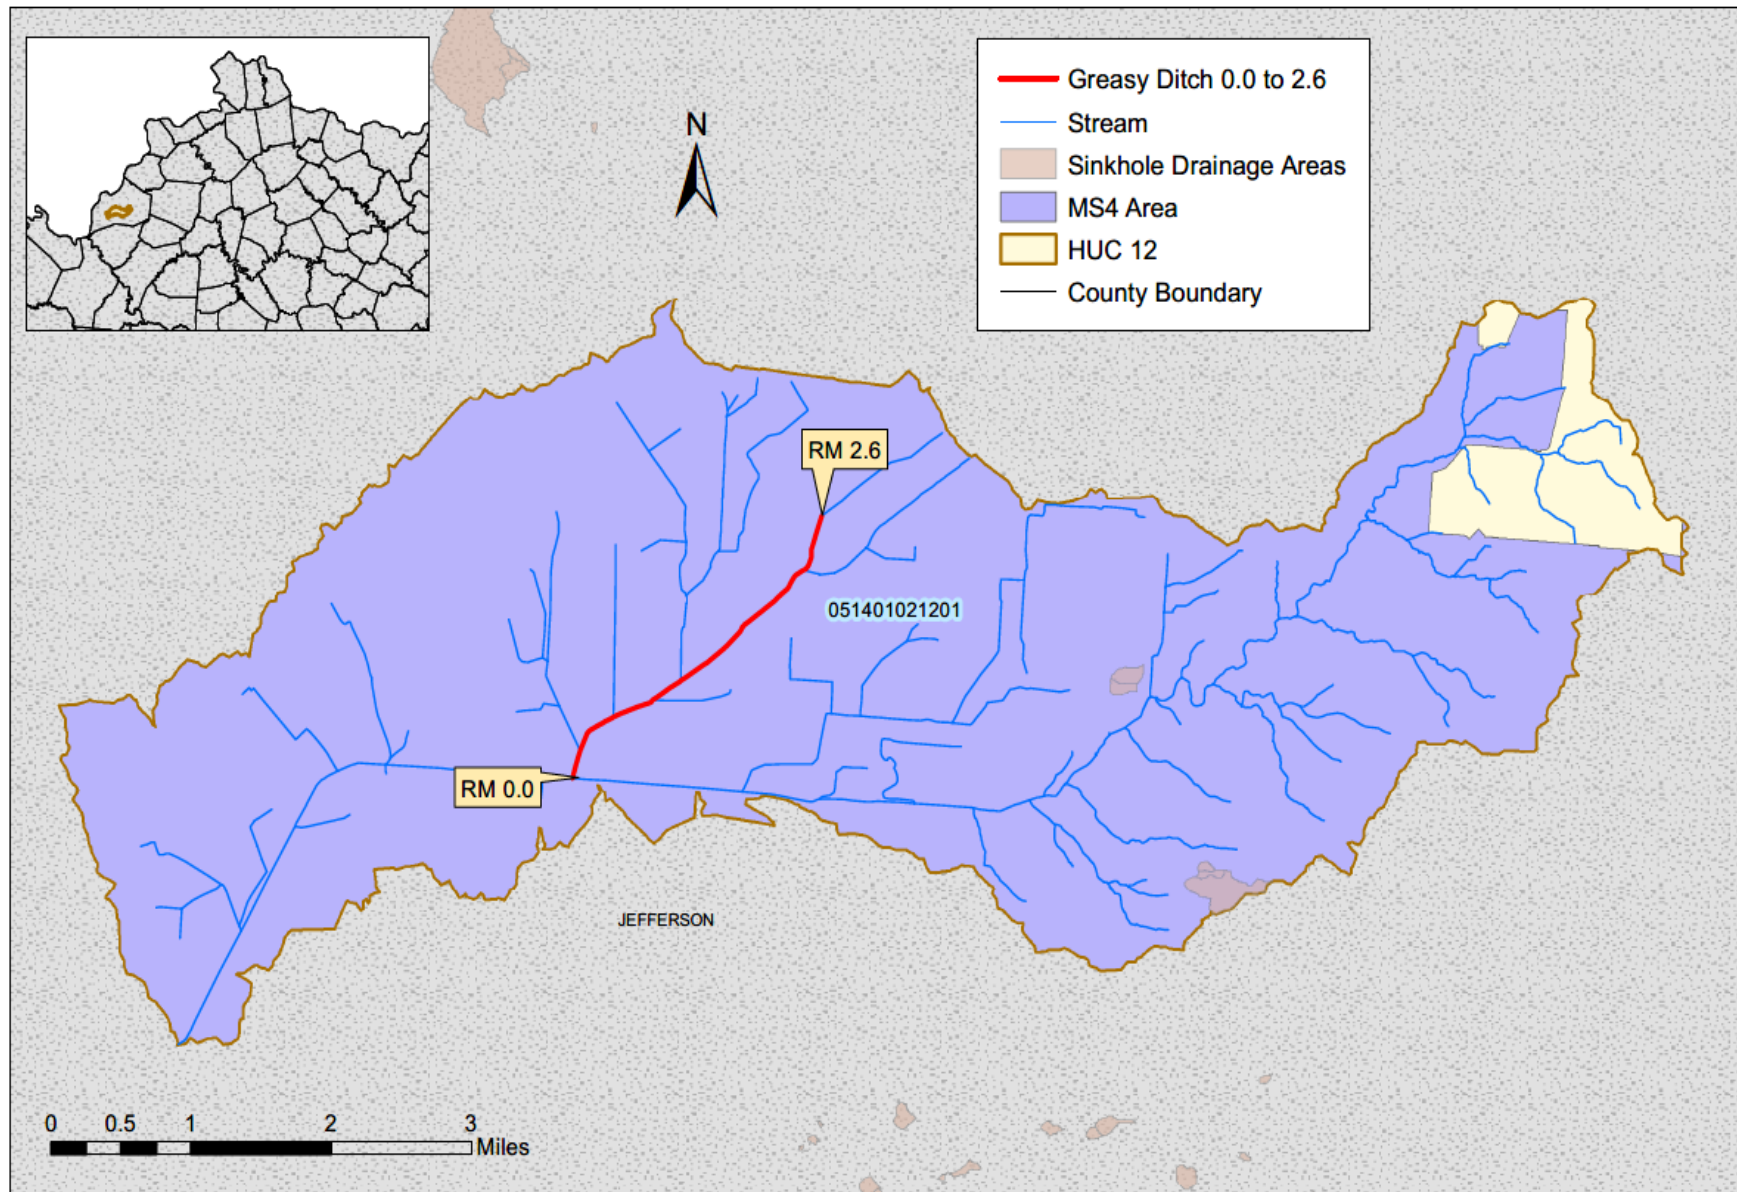 N
Greasy Ditch 0.0 to 2.6
Stream
Sinkhole Drainage Areas
MS4 Area
HUC 12
County Boundary
RM 2.6
051401021201
RM 0.0
JEFFERSON
0 0.5 1 2 3
Miles